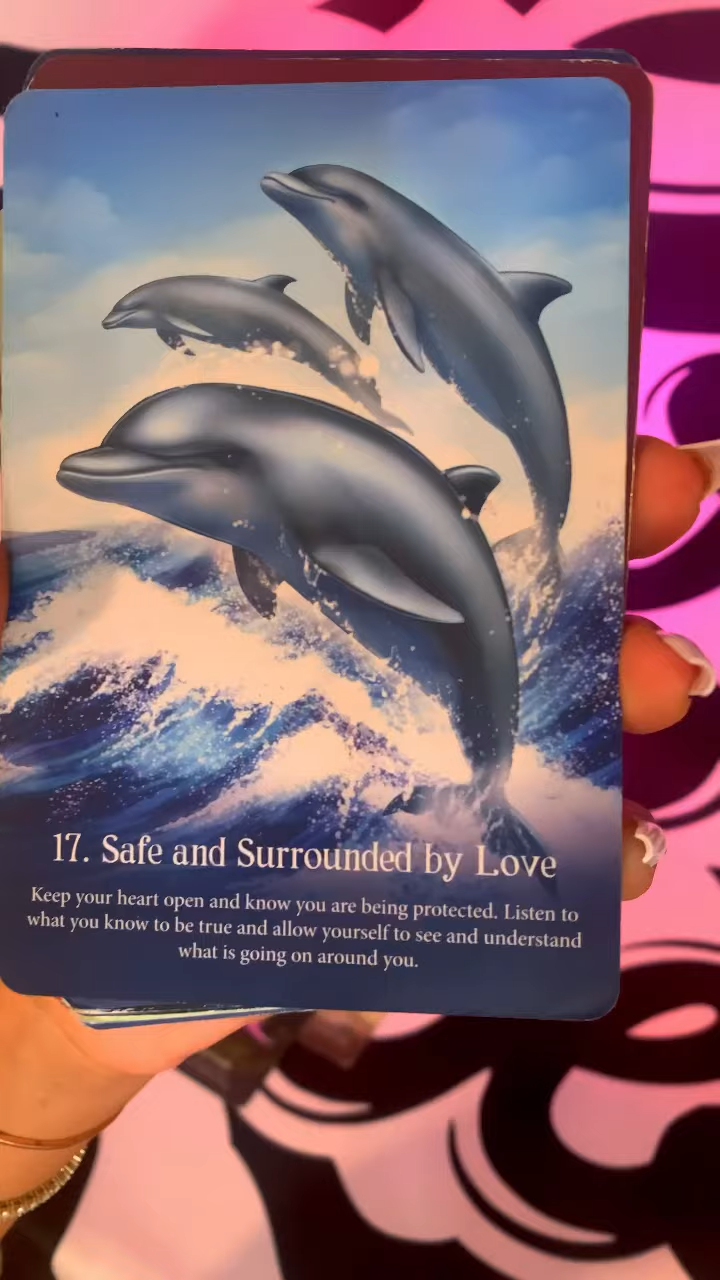 17. Safe and Surrounded by Love
Keep your heart open and know you are being protected. Listen to
what you know to be true and allow yourself to see and understand
what is going on around you.